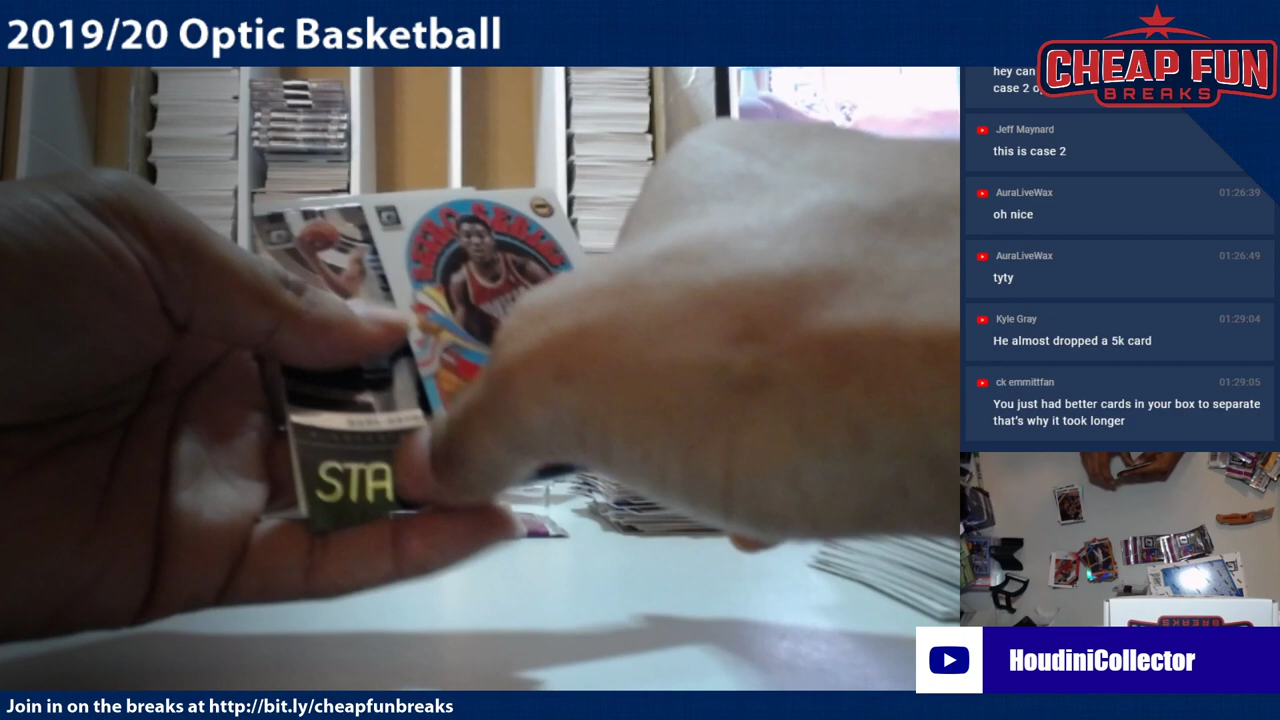 2019/20 Optic Basketball
CHEAP FUN
BREAKS
hey can
case 2
Jeff Maynard
this is case 2
AuraLiveWax 01:26:39
oh nice
AuraLiveWax 01:26:49
tyty
Kyle Gray 01:29:04
He almost dropped a 5k card
ck emmittfan 01:29:05
You just had better cards in your box to separate
that's why it took longer
STA
HoudiniCollector
Join in on the breaks at http://bit.ly/cheapfunbreaks